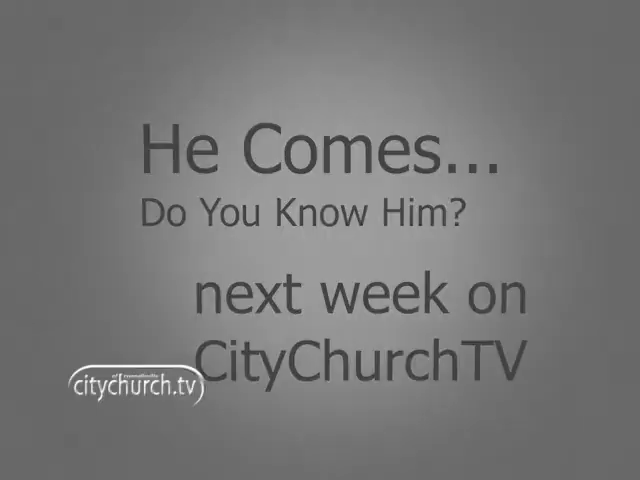 He Comes...
Do You Know Him?
next week on
CityChurchTV
citychurch.tv